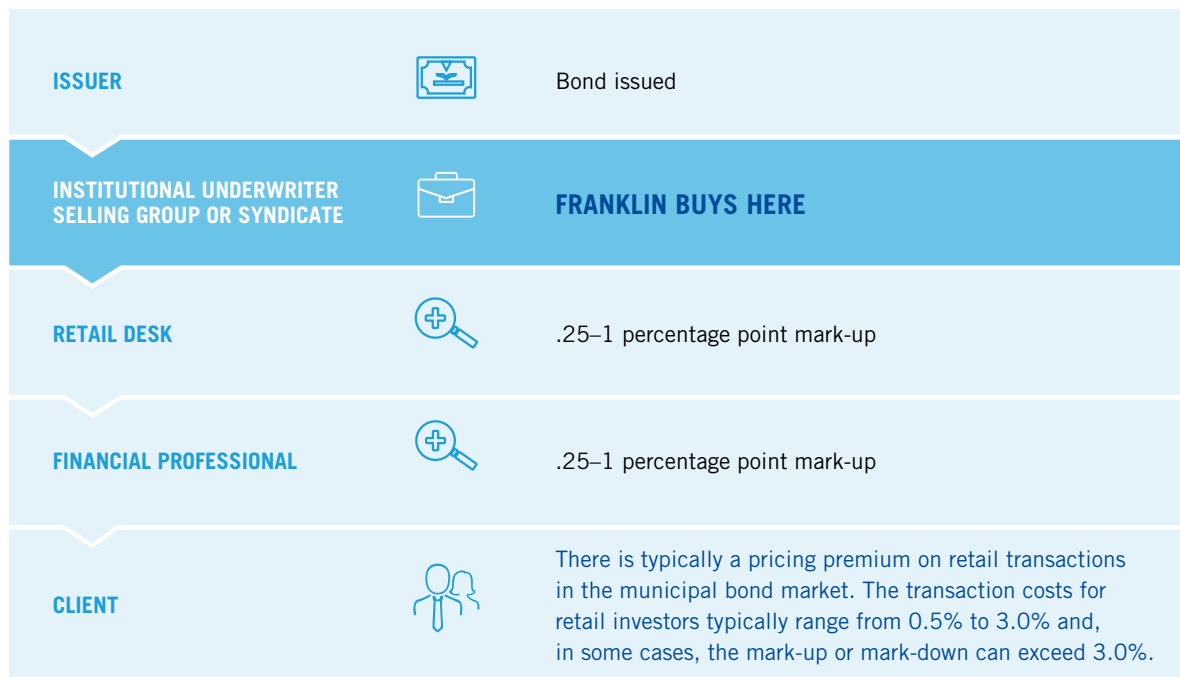 ISSUER
Bond issued
INSTITUTIONAL UNDERWRITER
SELLING GROUP OR SYNDICATE
FRANKLIN BUYS HERE
RETAIL DESK
.25–1 percentage point mark-up
FINANCIAL PROFESSIONAL
.25–1 percentage point mark-up
CLIENT
There is typically a pricing premium on retail transactions
in the municipal bond market. The transaction costs for
retail investors typically range from 0.5% to 3.0% and,
in some cases, the mark-up or mark-down can exceed 3.0%.